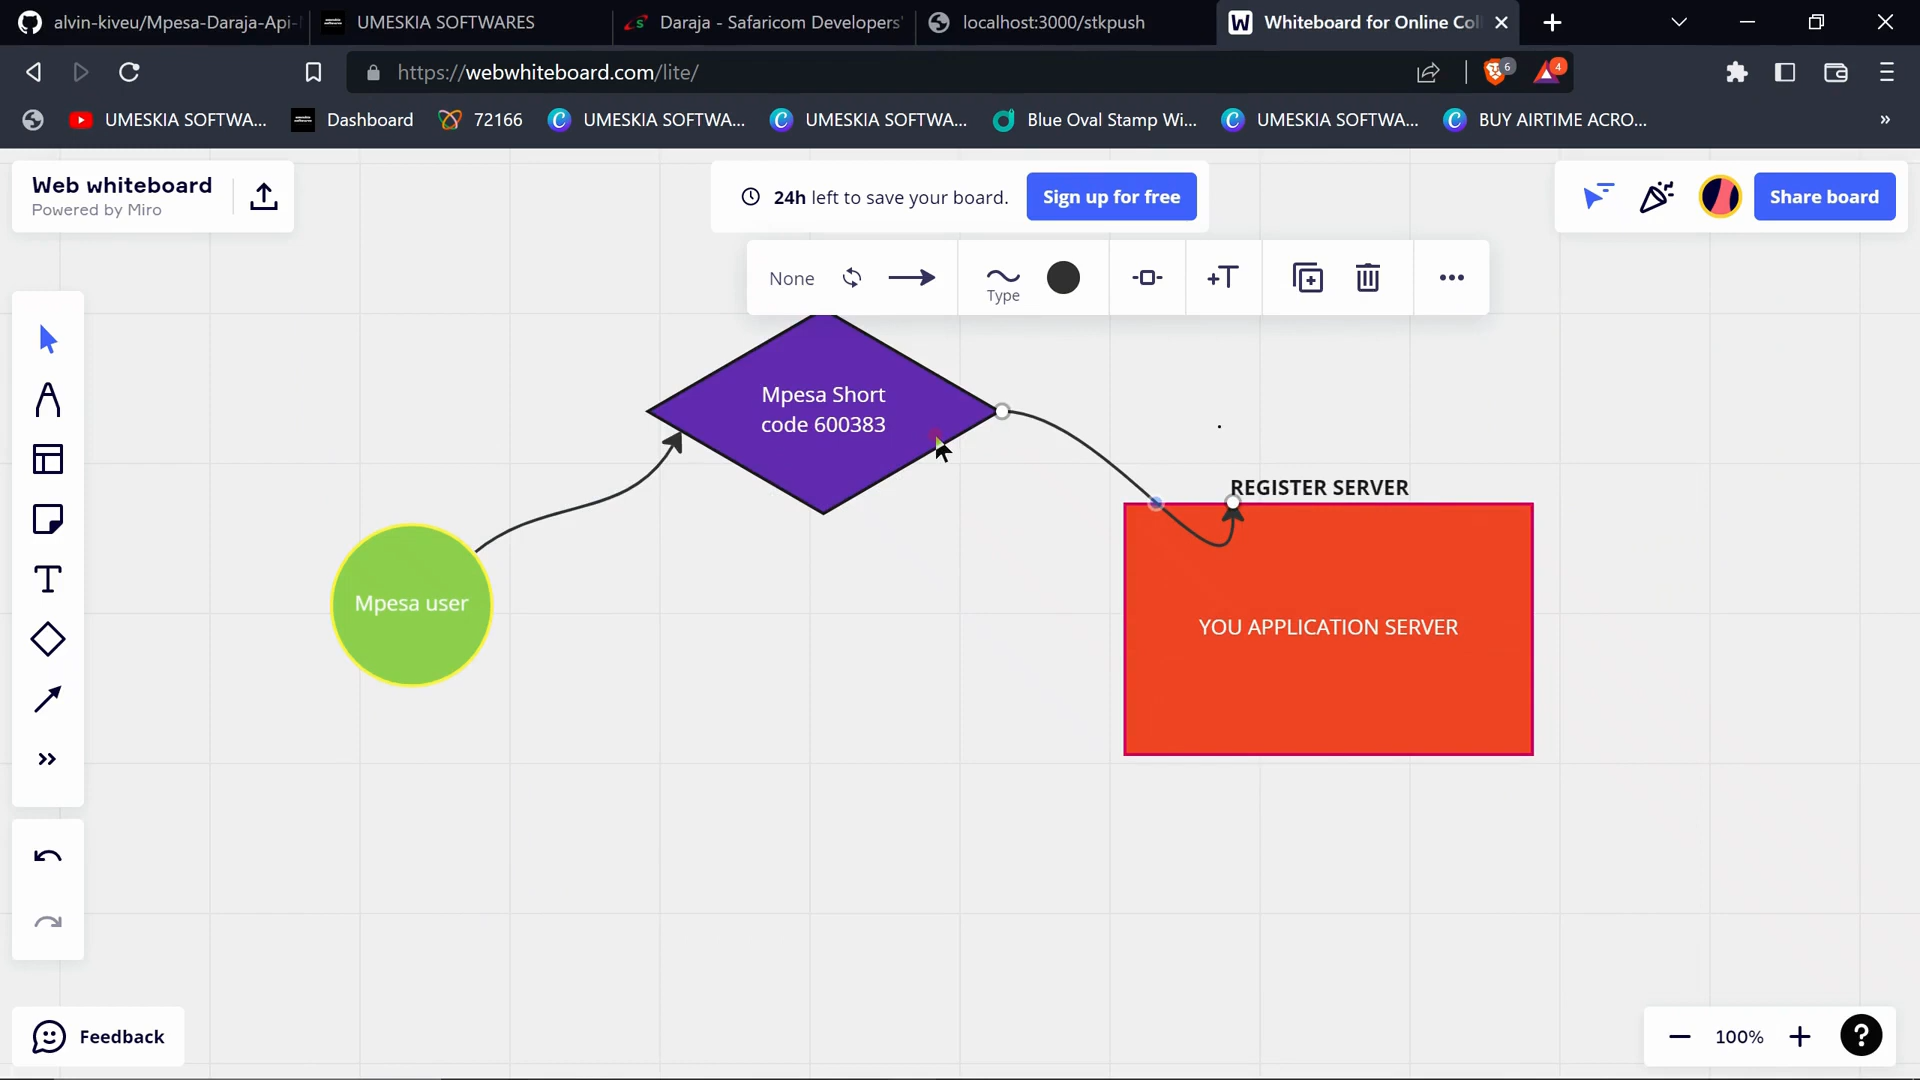 alvin-kiveu/Mpesa-Daraja-Api-
UMESKIA SOFTWARES
Daraja - Safaricom Developers'
localhost:3000/stkpush
Whiteboard for Online Col
https://webwhiteboard.com/lite/
6
4
UMESKIA SOFTWA...
Dashboard
72166
UMESKIA SOFTWA...
UMESKIA SOFTWA...
Blue Oval Stamp Wi...
UMESKIA SOFTWA...
BUY AIRTIME ACRO...
Web whiteboard
Powered by Miro
24h left to save your board.
Sign up for free
Share board
None
Type
Mpesa Short
code 600383
REGISTER SERVER
Mpesa user
YOU APPLICATION SERVER
Feedback
100%